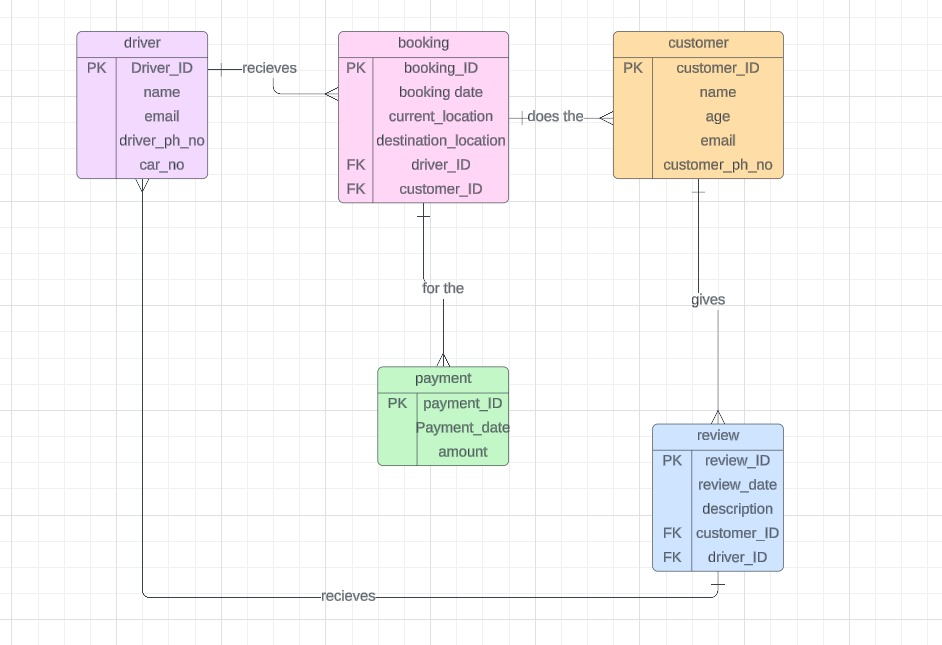 driver
PK Driver_ID
name
email
driver_ph_no
car_no
recieves
booking
PK booking_ID
booking date
current_location
destination_location
FK driver_ID
FK customer_ID
does the
customer
PK customer_ID
name
age
email
customer_ph_no
for the
gives
payment
PK payment_ID
Payment_date
amount
review
PK review_ID
review_date
description
FK customer_ID
FK driver_ID
recieves